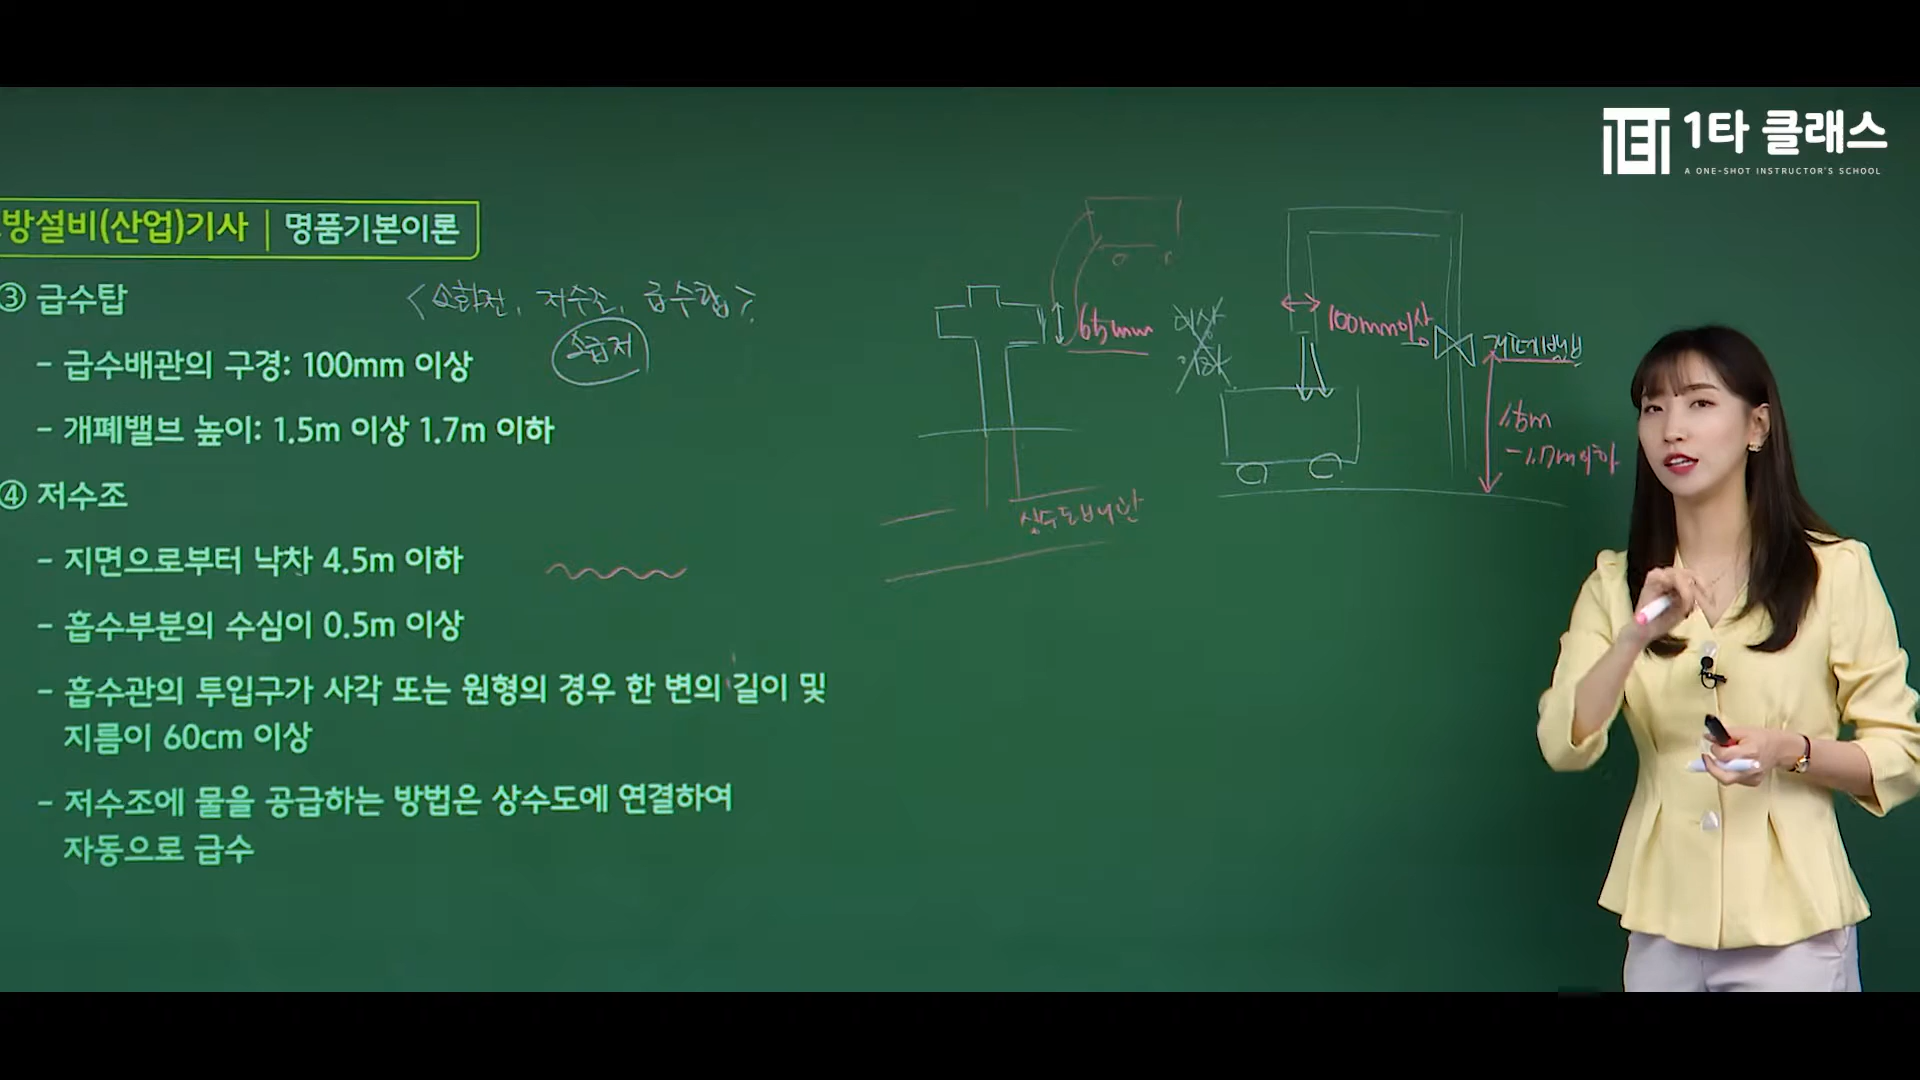 1타 클래스
A ONE-SHOT INSTRUCTOR'S SCHOOL
방설비(산업)기사 | 명품기본이론
③ 급수탑
<소화전, 저수조, 급수탑>
- 급수배관의 구경: 100mm 이상
소급저
- 개폐밸브 높이: 1.5m 이상 1.7m 이하
④ 저수조
- 지면으로부터 낙차 4.5m 이하
- 흡수부분의 수심이 0.5m 이상
- 흡수관의 투입구가 사각 또는 원형의 경우 한 변의 길이 및
지름이 60cm 이상
- 저수조에 물을 공급하는 방법은 상수도에 연결하여
자동으로 급수
65mm
이상
이하
100mm이상
개폐밸브
1.5m
-1.7m이하
상수도배관